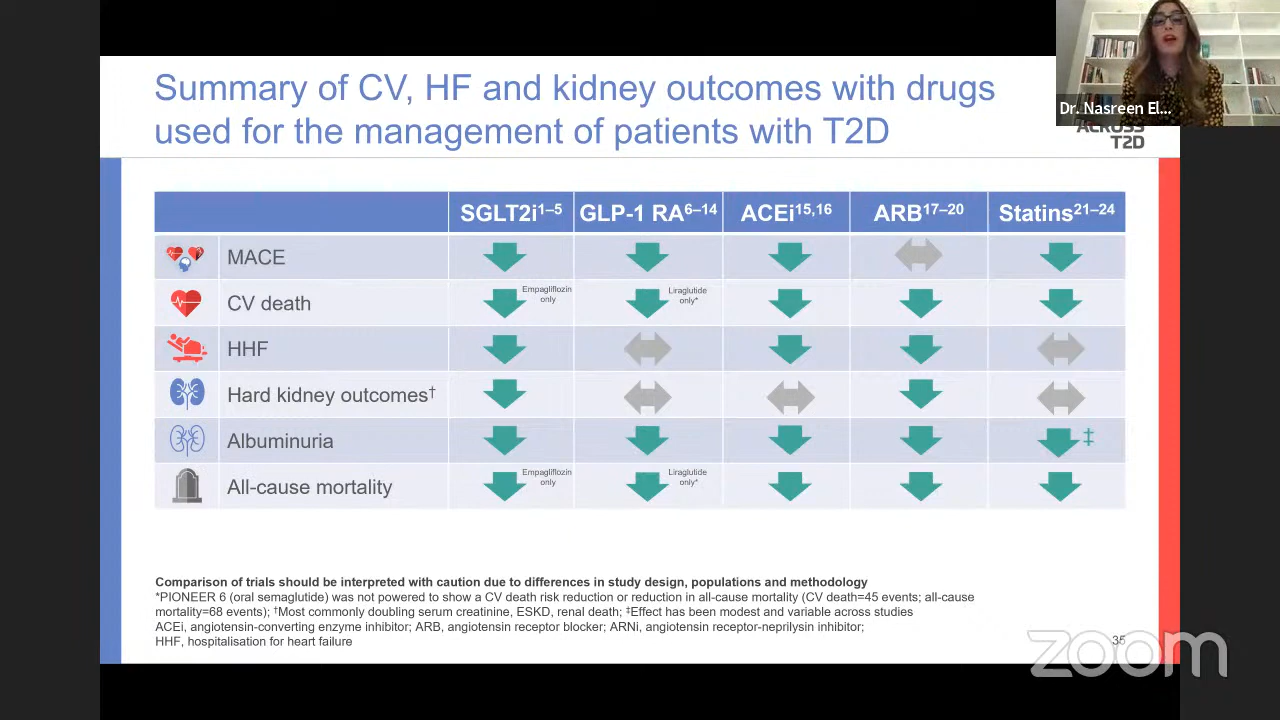 Summary of CV, HF and kidney outcomes with drugs
used for the management of patients with T2D
Dr. Nasreen El...
ACROSS
T2D
SGLT2i1–5 GLP-1 RA6–14 ACEi15,16 ARB17–20 Statins21–24
MACE
CV death Empagliflozin only Liraglutide only*
HHF
Hard kidney outcomes†
Albuminuria ‡
All-cause mortality Empagliflozin only Liraglutide only*
Comparison of trials should be interpreted with caution due to differences in study design, populations and methodology
*PIONEER 6 (oral semaglutide) was not powered to show a CV death risk reduction or reduction in all-cause mortality (CV death=45 events; all-cause
mortality=68 events); †Most commonly doubling serum creatinine, ESKD, renal death; ‡Effect has been modest and variable across studies
ACEi, angiotensin-converting enzyme inhibitor; ARB, angiotensin receptor blocker; ARNi, angiotensin receptor-neprilysin inhibitor;
HHF, hospitalisation for heart failure
35
zoom